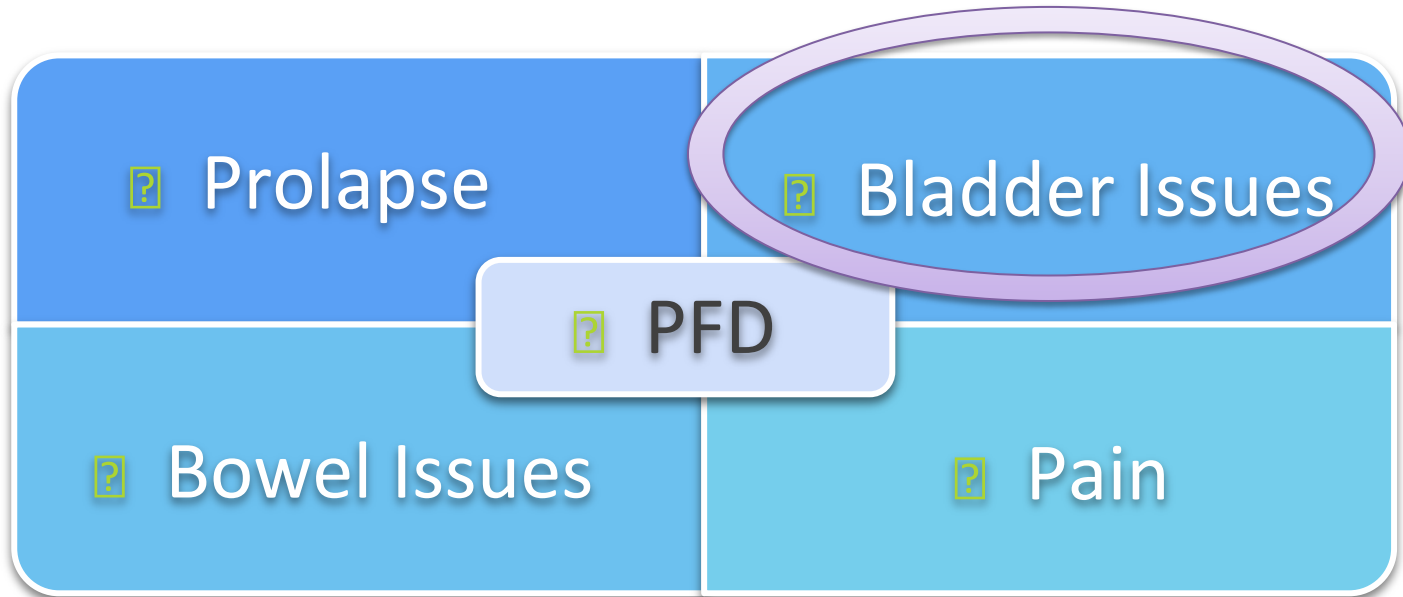 Prolapse
Bladder Issues
PFD
Bowel Issues
Pain